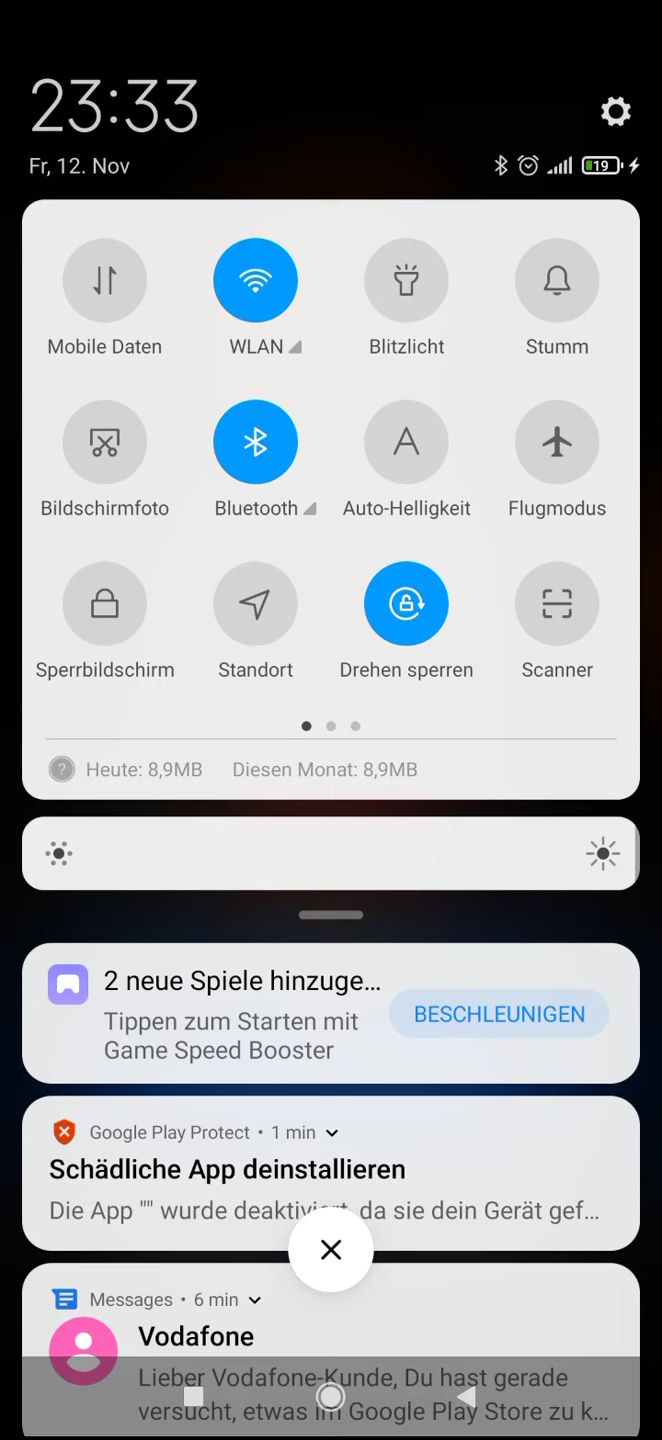 23:33
Fr, 12. Nov
19
Mobile Daten
WLAN
Blitzlicht
Stumm
Bildschirmfoto
Bluetooth
Auto-Helligkeit
Flugmodus
Sperrbildschirm
Standort
Drehen sperren
Scanner
Heute: 8,9MB Diesen Monat: 8,9MB
2 neue Spiele hinzuge...
Tippen zum Starten mit
Game Speed Booster
BESCHLEUNIGEN
Google Play Protect • 1 min
Schädliche App deinstallieren
Die App "" wurde deaktiviert, da sie dein Gerät gef...
Messages • 6 min
Vodafone
Lieber Vodafone-Kunde, Du hast gerade
versucht, etwas im Google Play Store zu k...